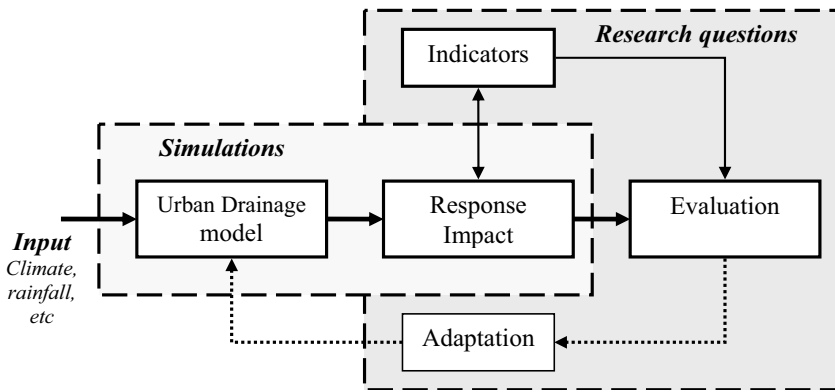 Research questions
Indicators
Simulations
Urban Drainage
model
Response
Impact
Evaluation
Input
Climate,
rainfall,
etc
Adaptation